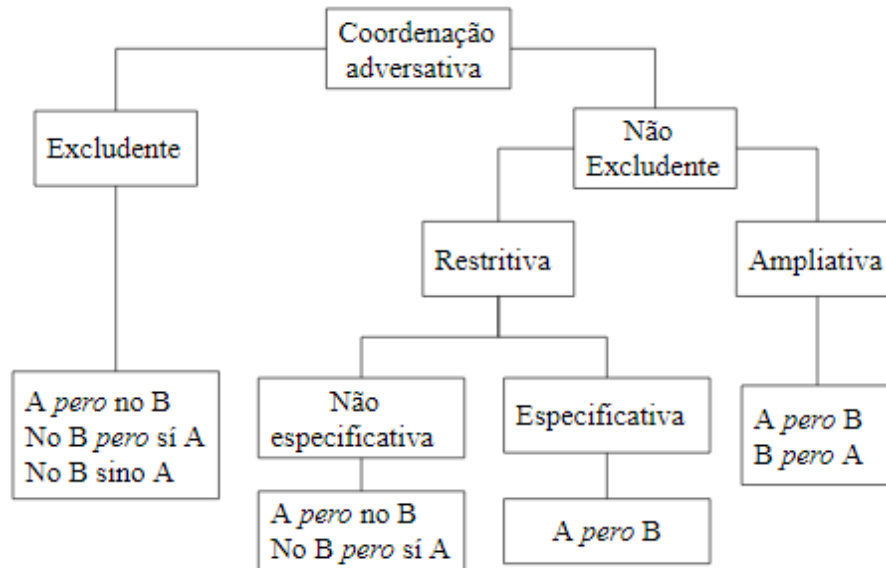 Coordenação
adversativa
Excludente
Não
Excludente
Restritiva
Ampliativa
A pero no B
No B pero sí A
No B sino A
Não
especificativa
Especificativa
A pero B
B pero A
A pero no B
No B pero sí A
A pero B